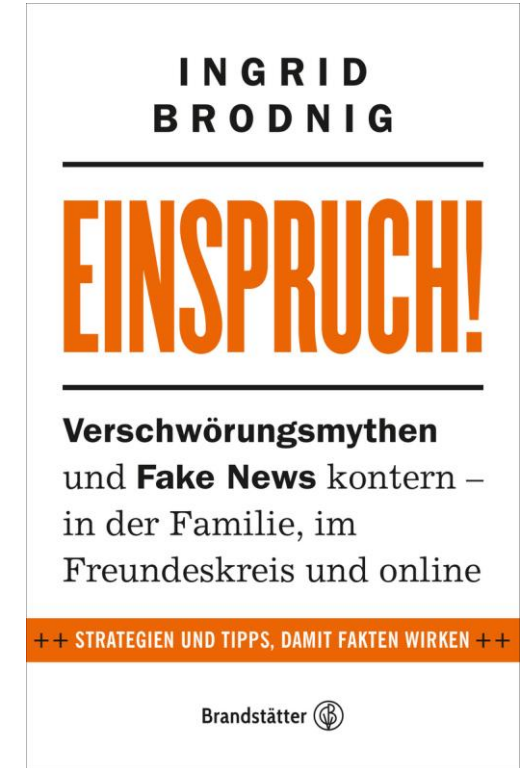 INGRID
BRODNIG
EINSPRUCH!
Verschwörungsmythen
und Fake News kontern –
in der Familie, im
Freundeskreis und online
++ STRATEGIEN UND TIPPS, DAMIT FAKTEN WIRKEN ++
Brandstätter